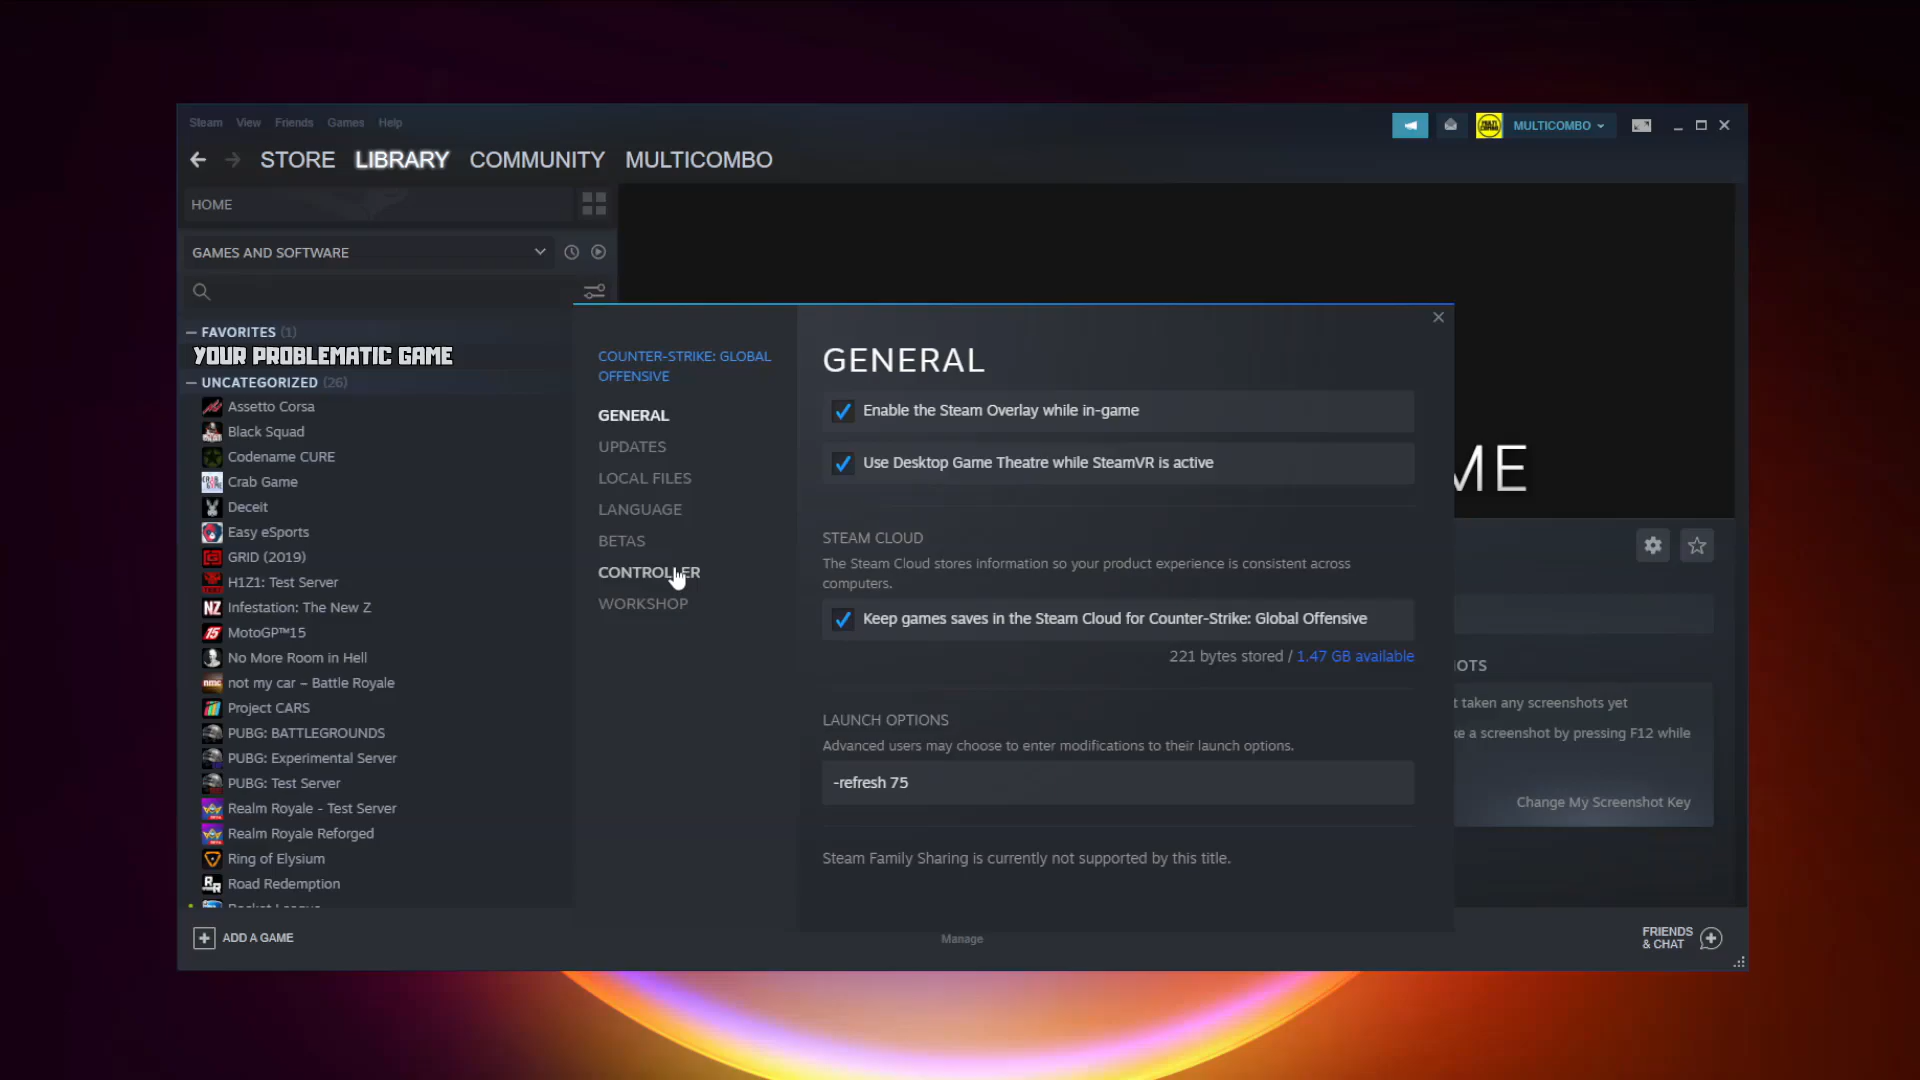 Steam View Friends Games Help
MULTICOMBO
STORE LIBRARY COMMUNITY MULTICOMBO
HOME
GAMES AND SOFTWARE
FAVORITES (1)
YOUR PROBLEMATIC GAME
UNCATEGORIZED (26)
Assetto Corsa
Black Squad
Codename CURE
Crab Game
Deceit
Easy eSports
GRID (2019)
H1Z1: Test Server
Infestation: The New Z
MotoGP™15
No More Room in Hell
not my car – Battle Royale
Project CARS
PUBG: BATTLEGROUNDS
PUBG: Experimental Server
PUBG: Test Server
Realm Royale - Test Server
Realm Royale Reforged
Ring of Elysium
Road Redemption
ADD A GAME
COUNTER-STRIKE: GLOBAL
OFFENSIVE
GENERAL
UPDATES
LOCAL FILES
LANGUAGE
BETAS
CONTROLLER
WORKSHOP
GENERAL
Enable the Steam Overlay while in-game
Use Desktop Game Theatre while SteamVR is active
STEAM CLOUD
The Steam Cloud stores information so your product experience is consistent across
computers.
Keep games saves in the Steam Cloud for Counter-Strike: Global Offensive
221 bytes stored / 1.47 GB available
LAUNCH OPTIONS
Advanced users may choose to enter modifications to their launch options.
-refresh 75
Steam Family Sharing is currently not supported by this title.
Manage
ME
OTS
t taken any screenshots yet
ke a screenshot by pressing F12 while
Change My Screenshot Key
FRIENDS
& CHAT